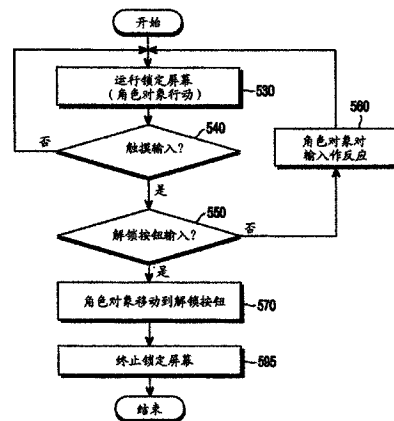 开始
运行锁定屏幕
(角色对象行动)
530
540
560
否
触摸输入?
角色对象对
输入作反应
是
550
解锁按钮输入?
否
是
角色对象移动到解锁按钮
570
终止锁定屏幕
595
结束